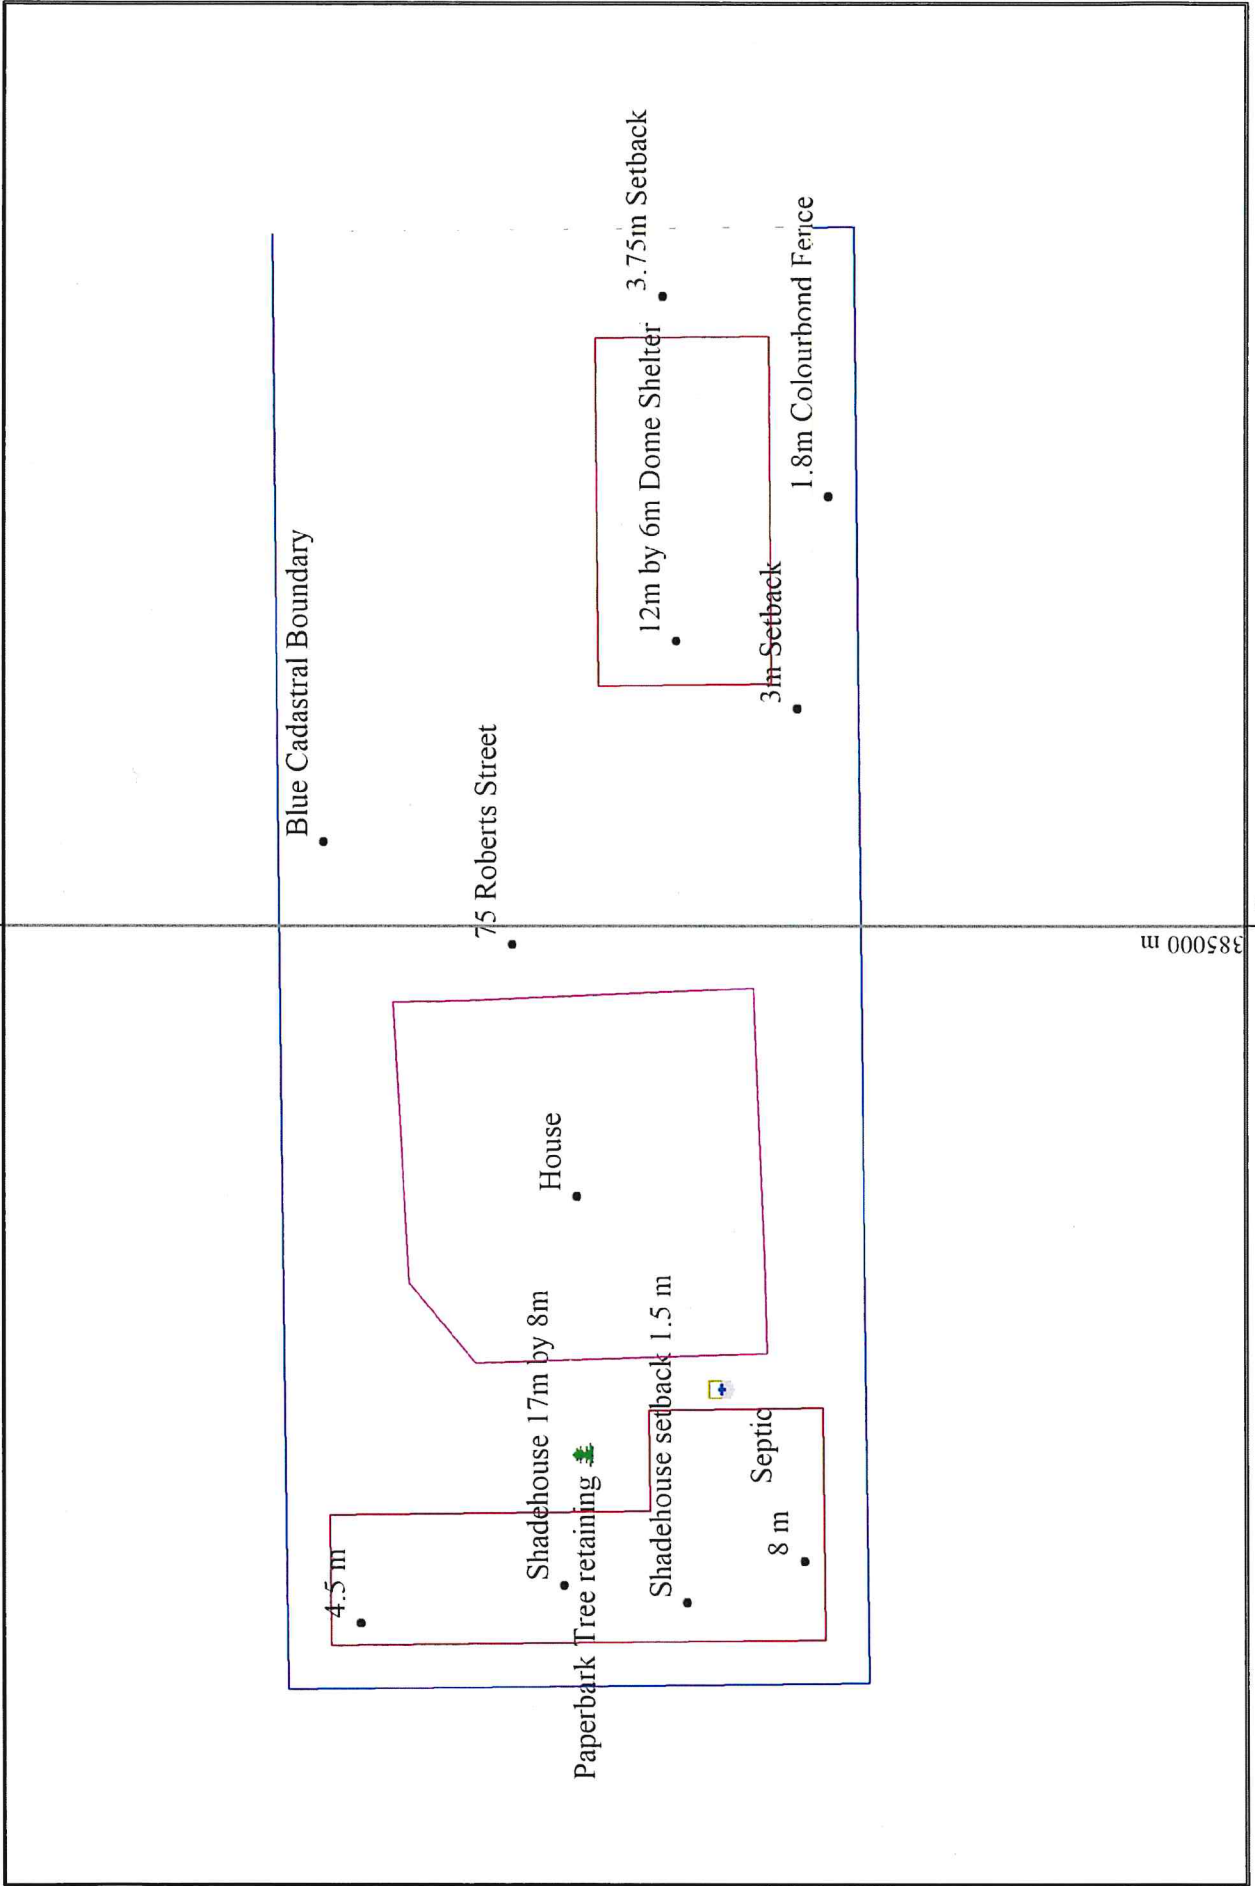 Blue Cadastral Boundary
3.75m Setback
12m by 6m Dome Shelter
1.8m Colourbond Fence
3m Setback
75 Roberts Street
385000 m
House
Shadehouse 17m by 8m
Shadehouse setback 1.5 m
Septic
Paperbark Tree retaining
4.5 m
8 m